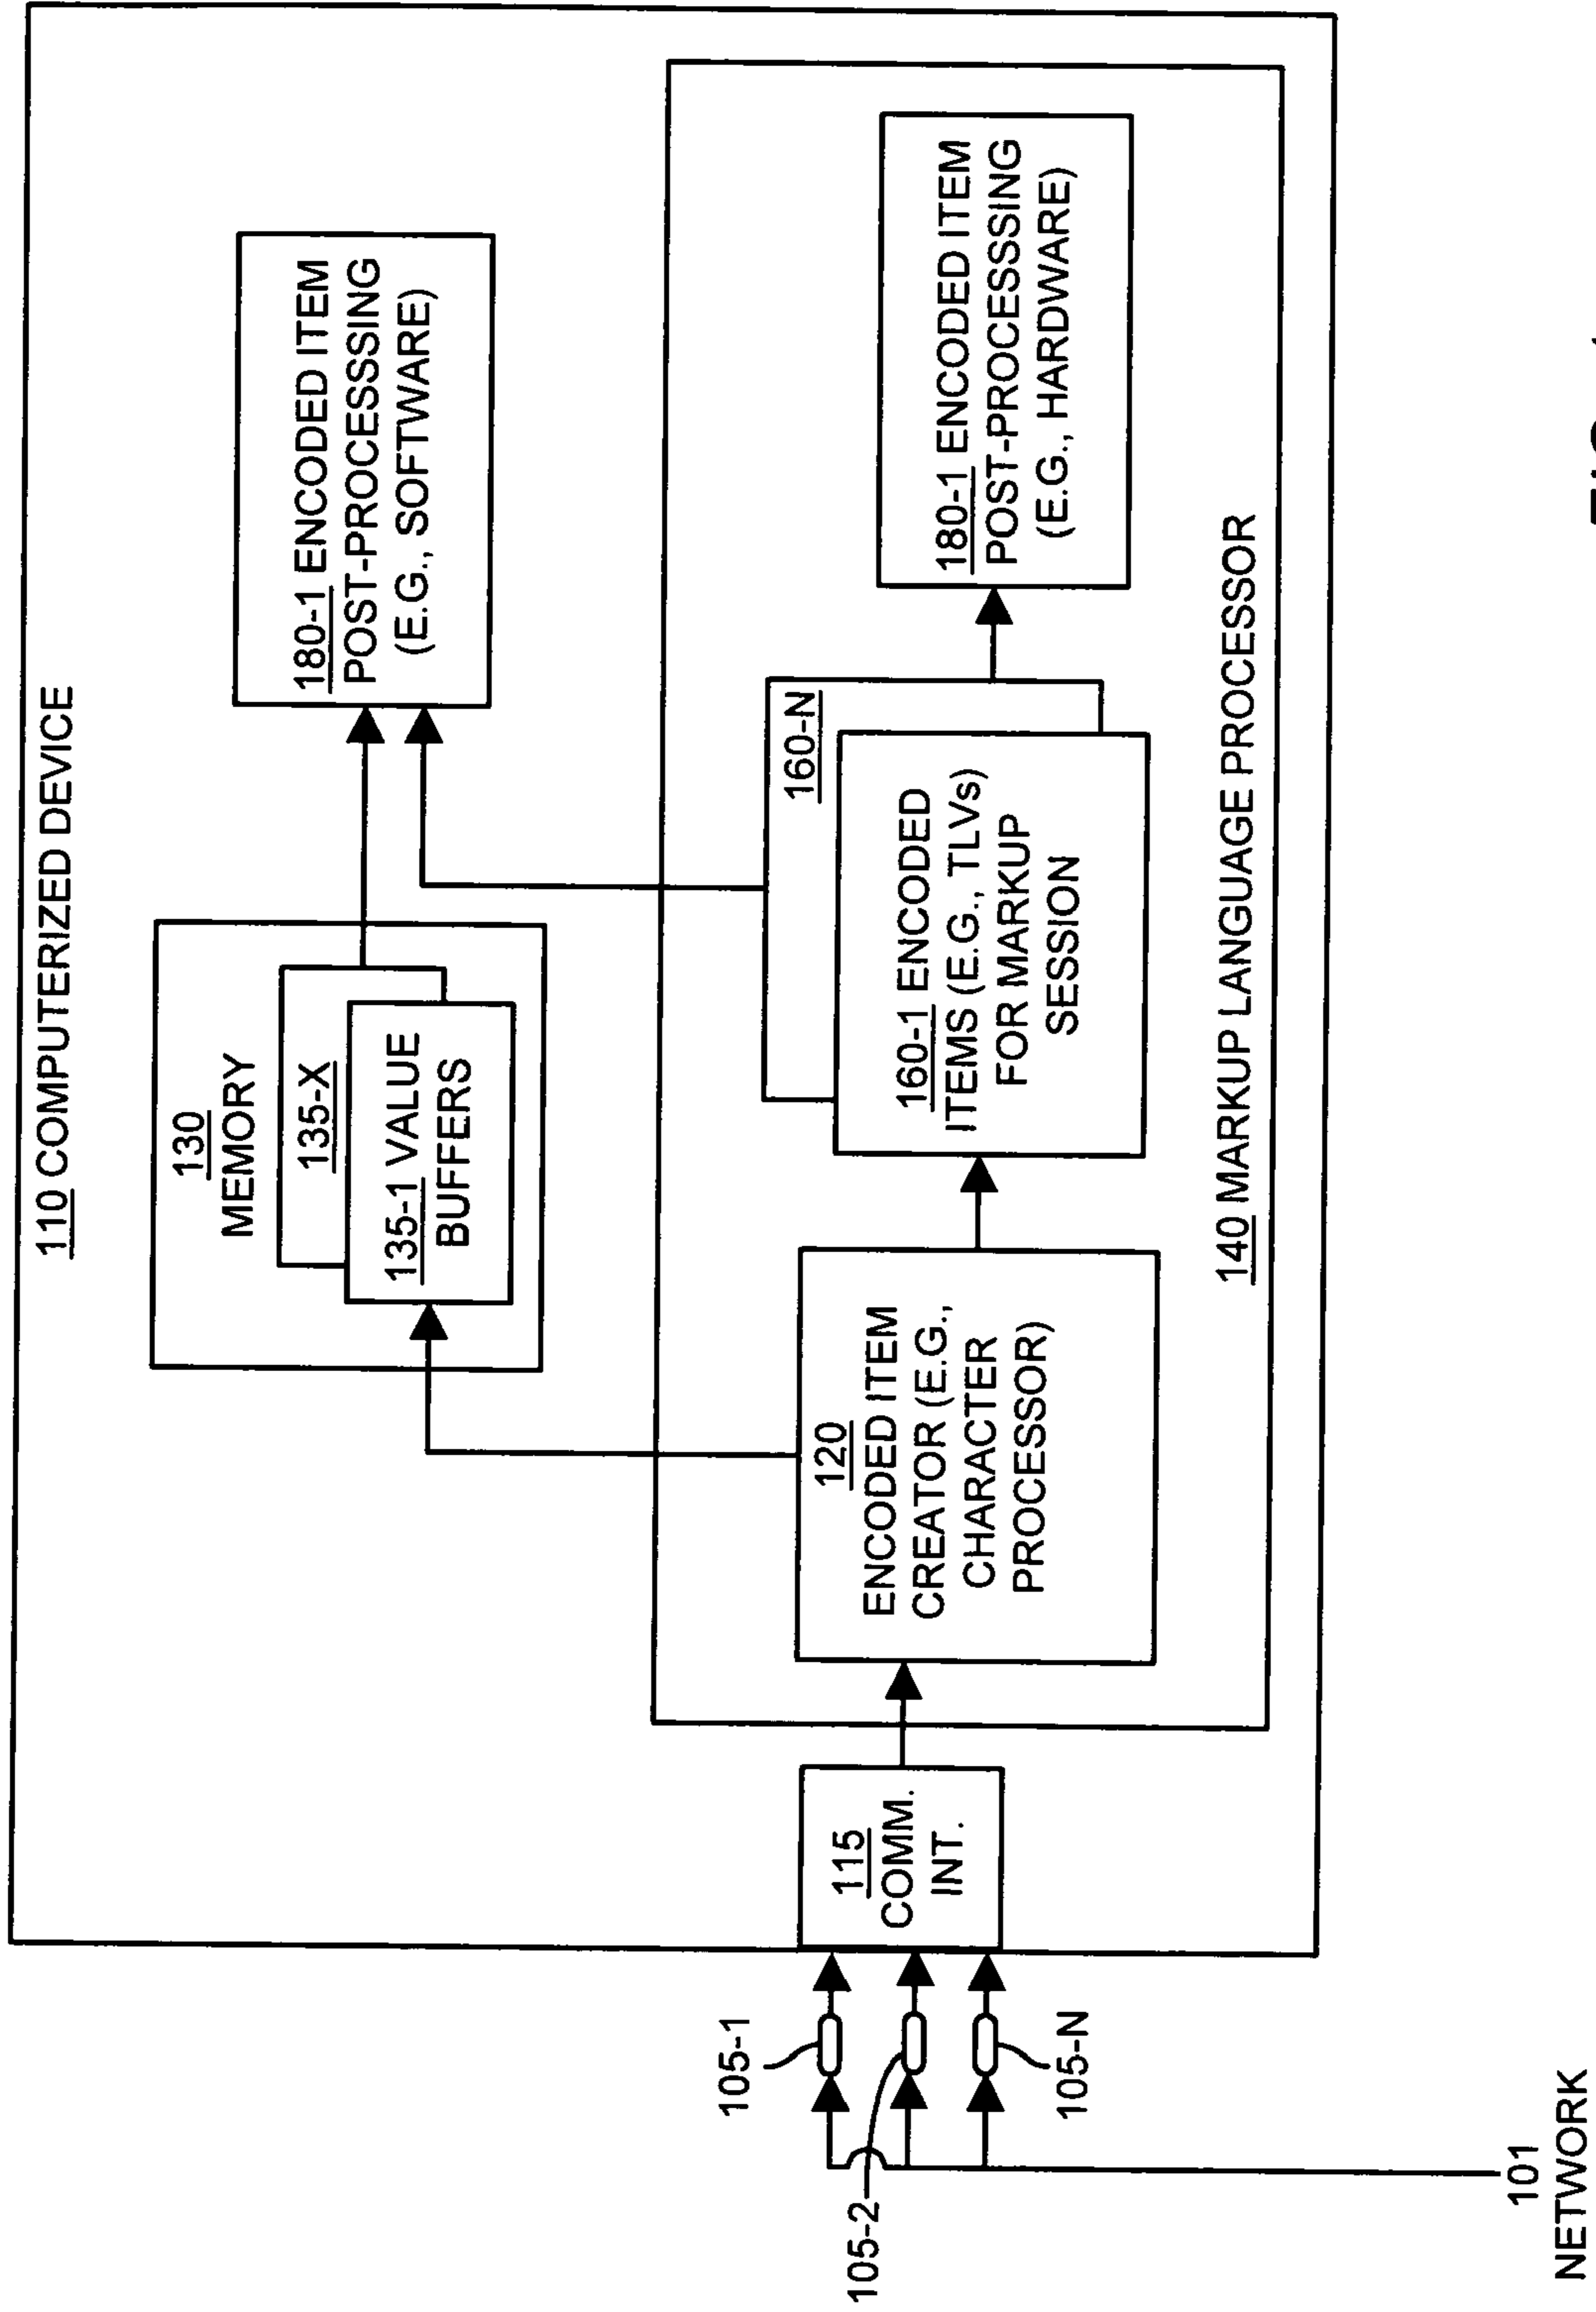 110 COMPUTERIZED DEVICE
130
MEMORY
135-X
135-1 VALUE
BUFFERS
180-1 ENCODED ITEM
POST-PROCESSSING
(E.G., SOFTWARE)
105-1
105-2
105-N
101
NETWORK
115
COMM.
INT.
120
ENCODED ITEM
CREATOR (E.G.,
CHARACTER
PROCESSOR)
160-N
160-1 ENCODED
ITEMS (E.G., TLVs)
FOR MARKUP
SESSION
180-1 ENCODED ITEM
POST-PROCESSSING
(E.G., HARDWARE)
140 MARKUP LANGUAGE PROCESSOR